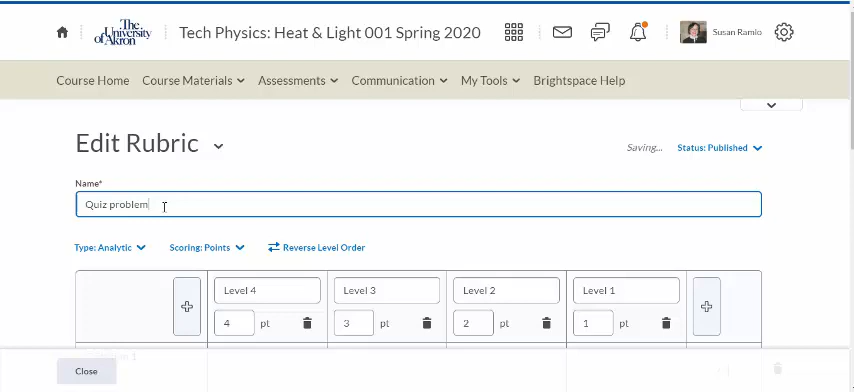 The
University
of Akron
Tech Physics: Heat & Light 001 Spring 2020
Susan Ramlo
Course Home
Course Materials
Assessments
Communication
My Tools
Brightspace Help
Edit Rubric
Saving...
Status: Published
Name*
Quiz problem
Type: Analytic
Scoring: Points
Reverse Level Order
Level 4
Level 3
Level 2
Level 1
4 pt
3 pt
2 pt
1 pt
Close